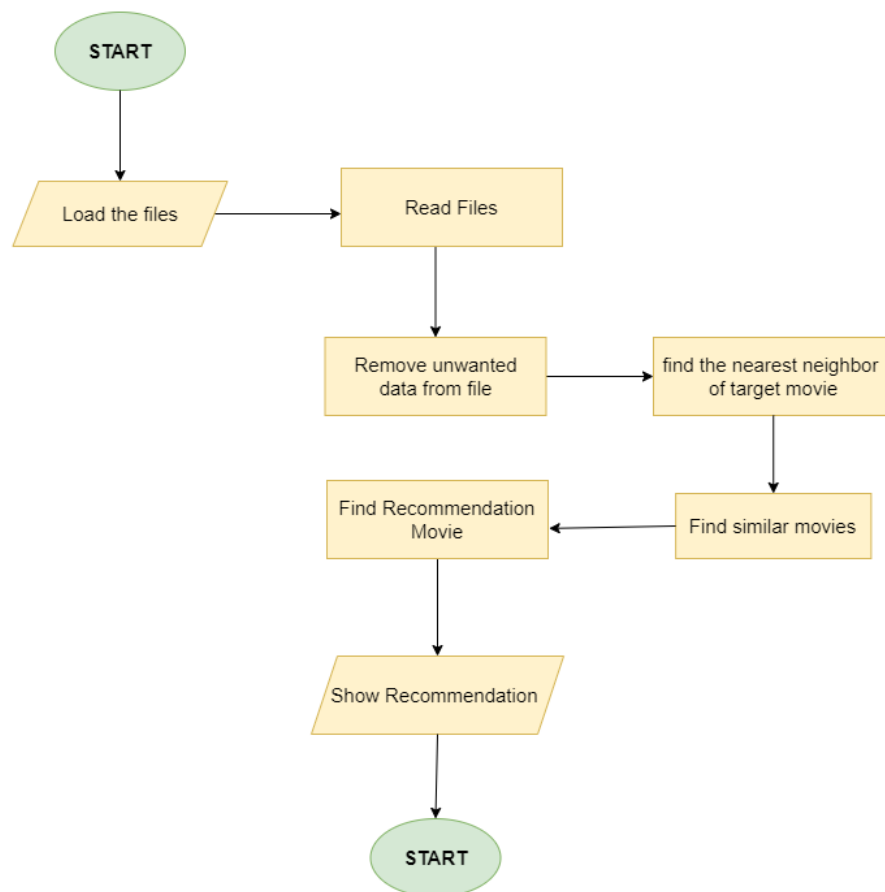 START
Load the files
Read Files
Remove unwanted
data from file
find the nearest neighbor
of target movie
Find similar movies
Find Recommendation
Movie
Show Recommendation
START